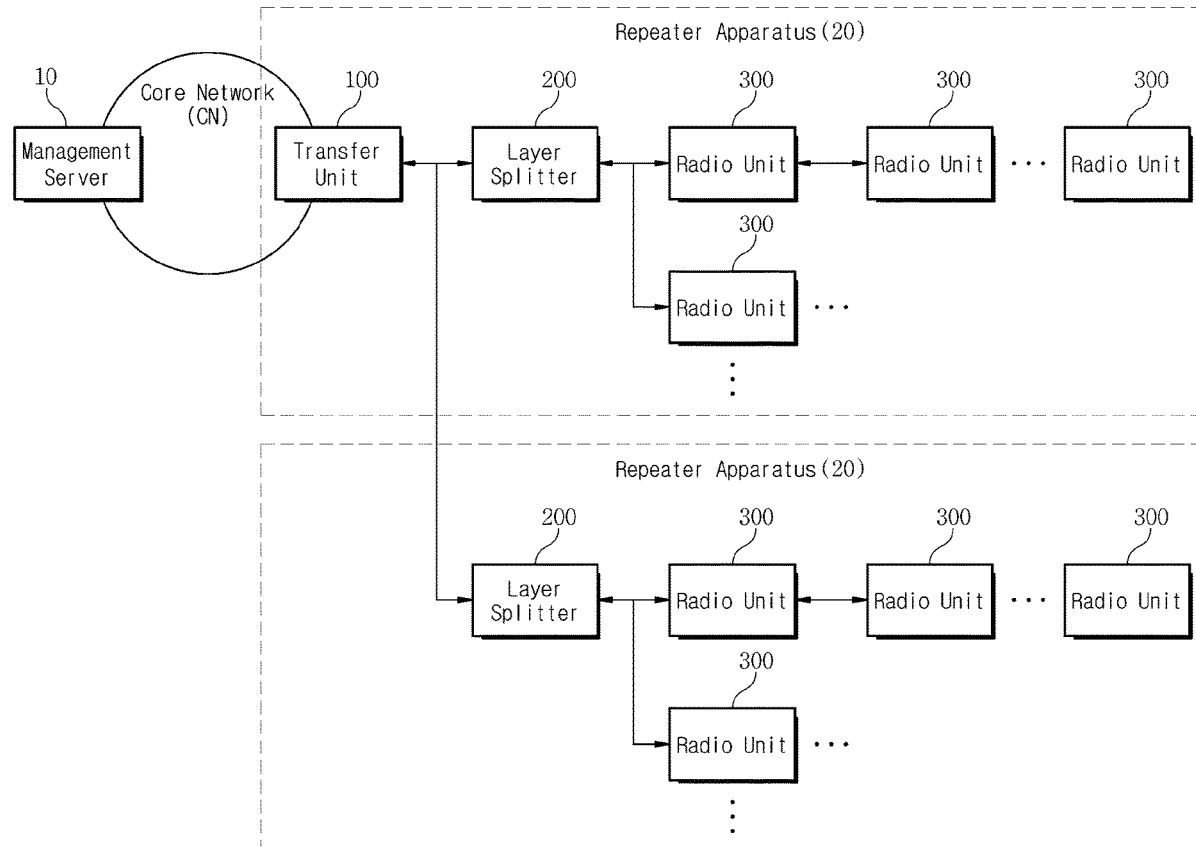 Repeater Apparatus(20)
10
Core Network
(CN)
100
200
300
300
300
Management
Server
Transfer
Unit
Layer
Splitter
Radio Unit
Radio Unit
...
Radio Unit
300
Radio Unit
...
Repeater Apparatus(20)
200
300
300
300
Layer
Splitter
Radio Unit
Radio Unit
...
Radio Unit
300
Radio Unit
...